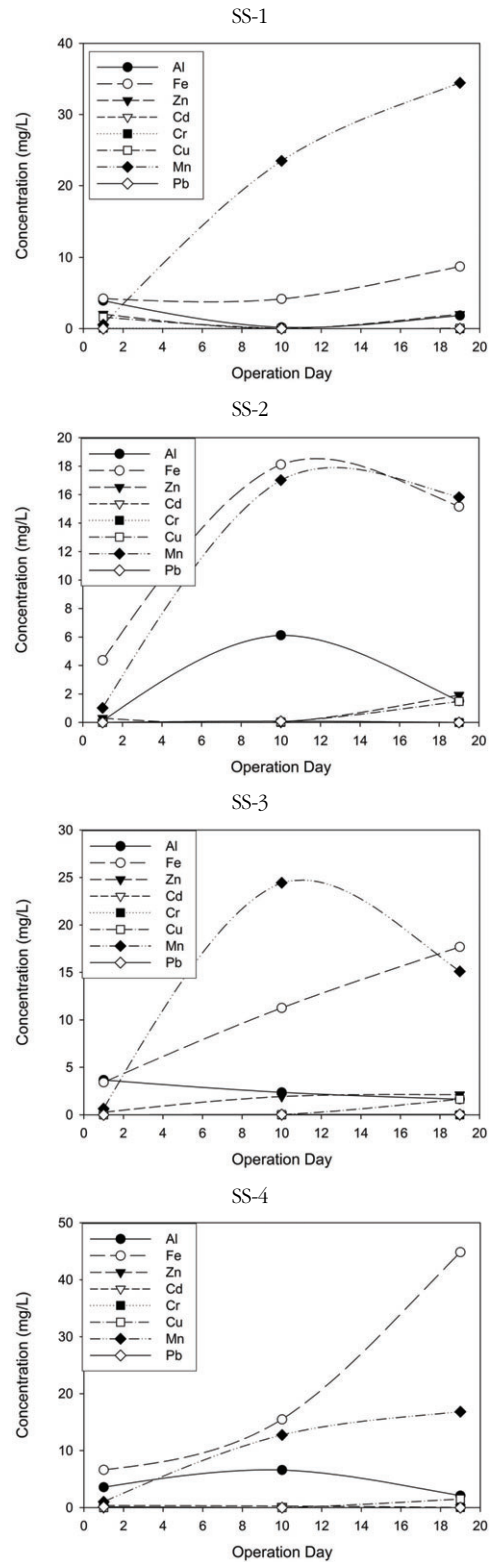 SS-1
40
30
20
10
0
Concentration (mg/L)
Al
Fe
Zn
Cd
Cr
Cu
Mn
Pb
0 2 4 6 8 10 12 14 16 18 20
Operation Day
SS-2
20
18
16
14
12
10
8
6
4
2
0
Concentration (mg/L)
Al
Fe
Zn
Cd
Cr
Cu
Mn
Pb
0 2 4 6 8 10 12 14 16 18 20
Operation Day
SS-3
30
25
20
15
10
5
0
Concentration (mg/L)
Al
Fe
Zn
Cd
Cr
Cu
Mn
Pb
0 2 4 6 8 10 12 14 16 18 20
Operation Day
SS-4
50
40
30
20
10
0
Concentration (mg/L)
Al
Fe
Zn
Cd
Cr
Cu
Mn
Pb
0 2 4 6 8 10 12 14 16 18 20
Operation Day